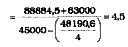 = 88884,5+63000 / 45000-(48190,6 / 4) = 4,5